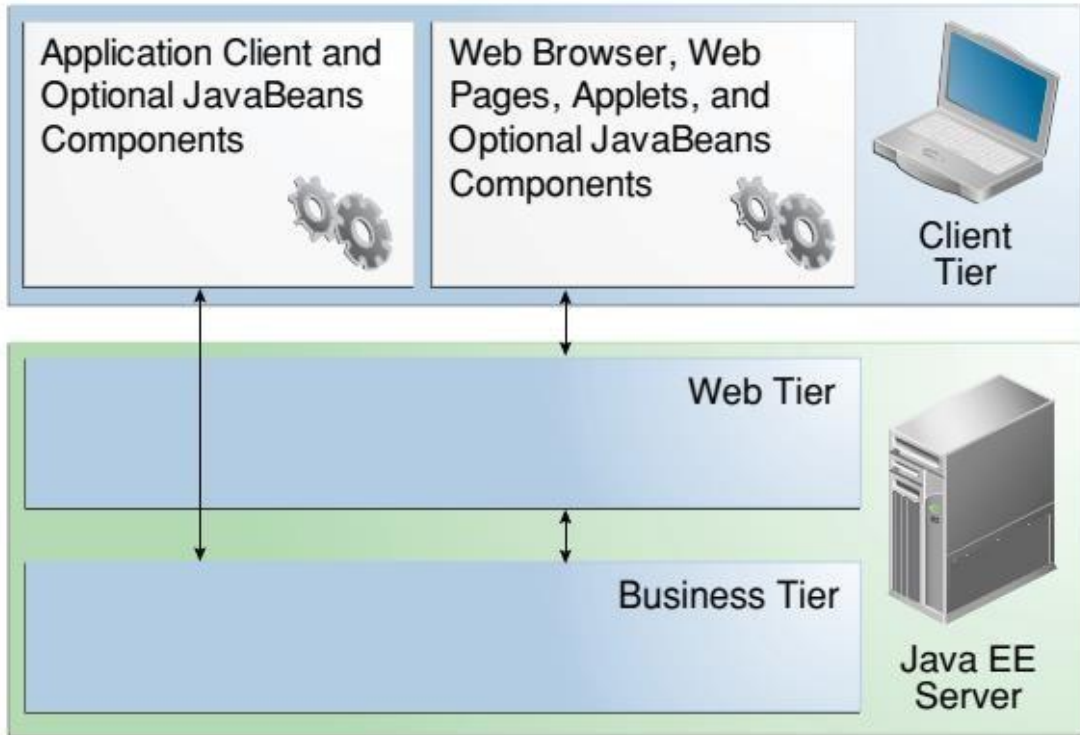 Application Client and
Optional JavaBeans
Components
Web Browser, Web
Pages, Applets, and
Optional JavaBeans
Components
Client
Tier
Web Tier
Business Tier
Java EE
Server